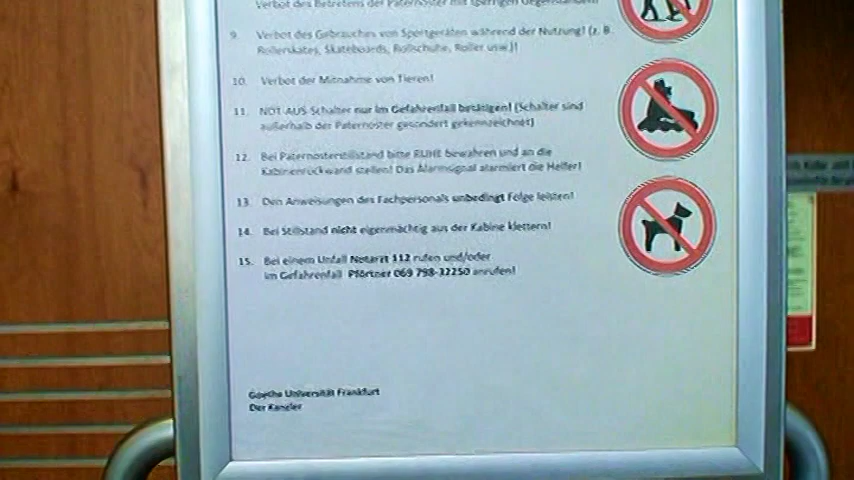 Verbot des Betretens der Paternoster mit sperrigen Gegenständen!
9. Verbot des Gebrauches von Sportgeräten während der Nutzung! (z. B.
Rollerskates, Skateboards, Rollschuhe, Roller usw.)!
10. Verbot der Mitnahme von Tieren!
11. NOT-AUS-Schalter nur im Gefahrenfall betätigen! (Schalter sind
außerhalb der Paternoster gesondert gekennzeichnet)
12. Bei Paternosterstillstand bitte RUHE bewahren und an die
Kabinenrückwand stellen! Das Alarmsignal alarmiert die Helfer!
13. Den Anweisungen des Fachpersonals unbedingt Folge leisten!
14. Bei Stillstand nicht eigenmächtig aus der Kabine klettern!
15. Bei einem Unfall Notarzt 112 rufen und/oder
im Gefahrenfall Pförtner 069 798-32250 anrufen!
Goethe Universität Frankfurt
Der Kanzler